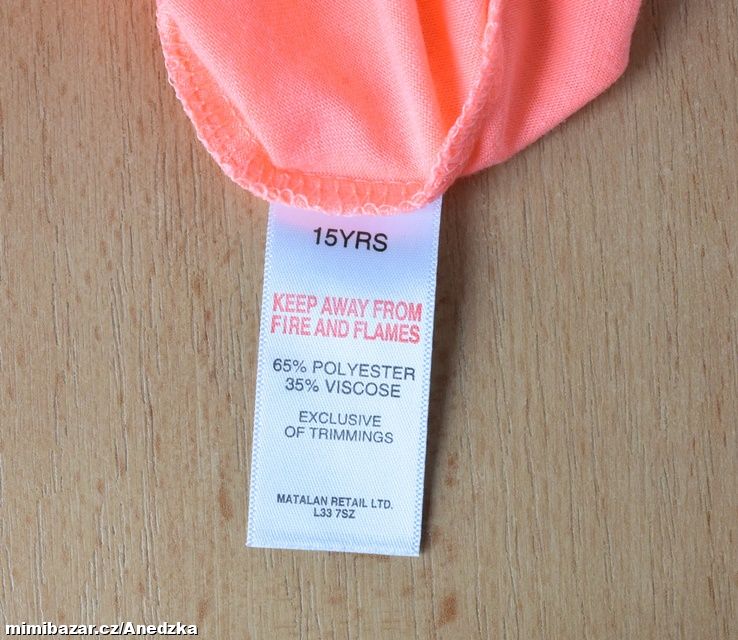 15YRS
KEEP AWAY FROM
FIRE AND FLAMES
65% POLYESTER
35% VISCOSE
EXCLUSIVE
OF TRIMMINGS
MATALAN RETAIL LTD.
L33 7SZ
mimibazar.cz/Anedzka